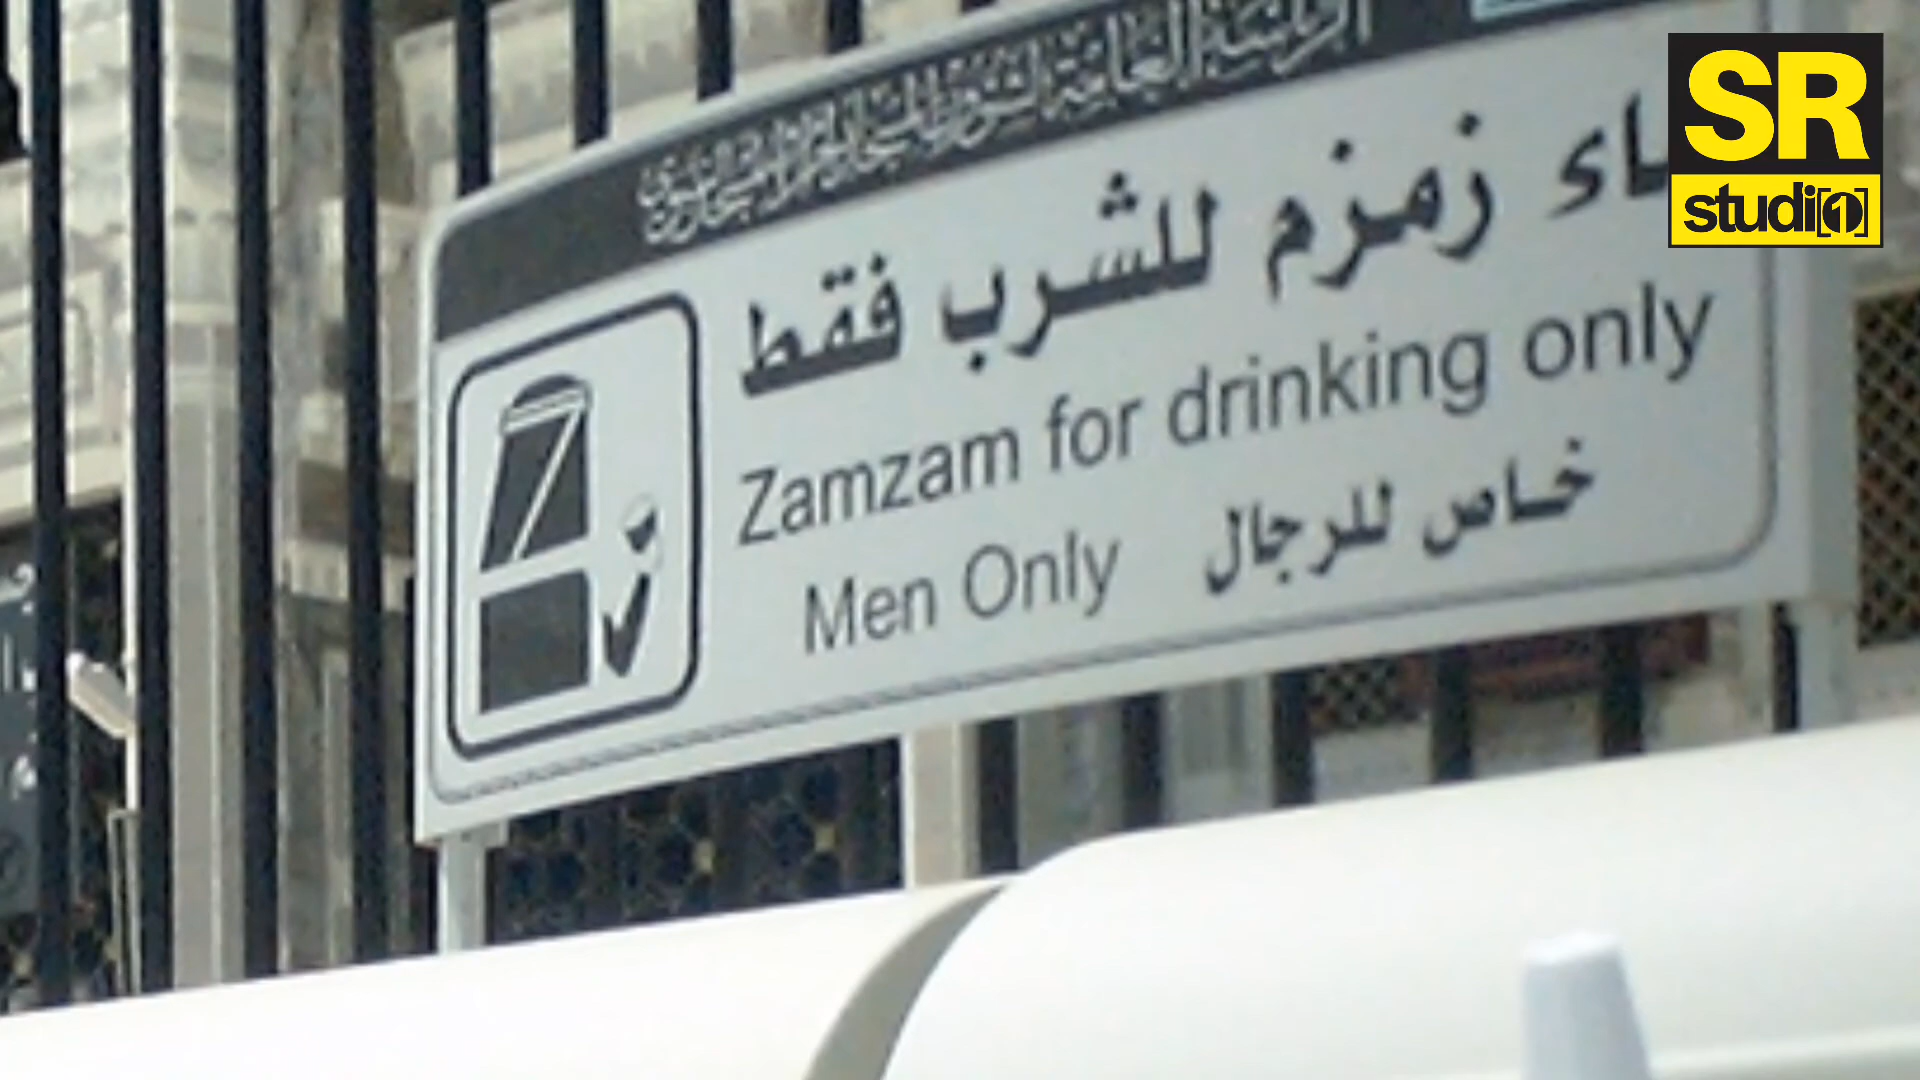 الرئاسة العامة لشؤون المسجد الحرام والمسجد النبوي
ماء زمزم للشرب فقط
Zamzam for drinking only
Men Only خاص للرجال
Z
SR
studi[1]